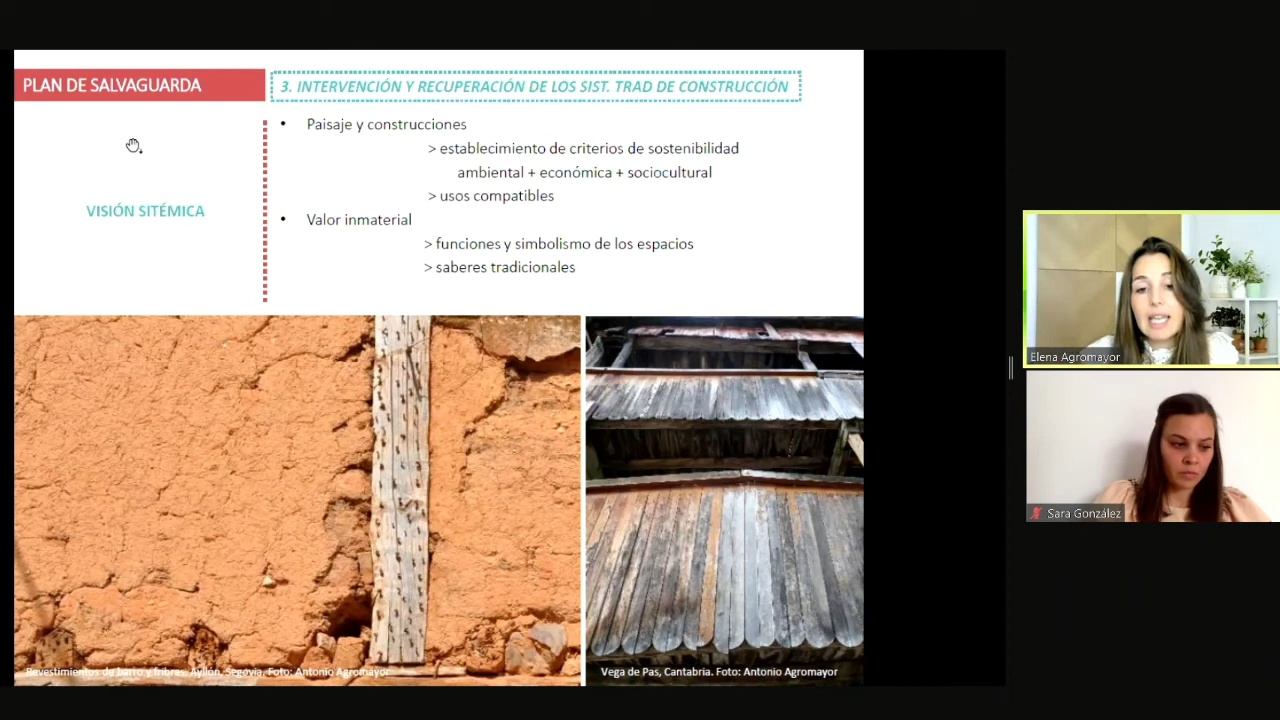 PLAN DE SALVAGUARDA
3. INTERVENCIÓN Y RECUPERACIÓN DE LOS SIST. TRAD DE CONSTRUCCIÓN
• Paisaje y construcciones
> establecimiento de criterios de sostenibilidad
ambiental + económica + sociocultural
> usos compatibles
VISIÓN SITÉMICA
• Valor inmaterial
> funciones y simbolismo de los espacios
> saberes tradicionales
Revestimientos de barro y fribras. Ayllón, Segovia. Foto: Antonio Agromayor
Vega de Pas, Cantabria. Foto: Antonio Agromayor
Elena Agromayor
Sara González